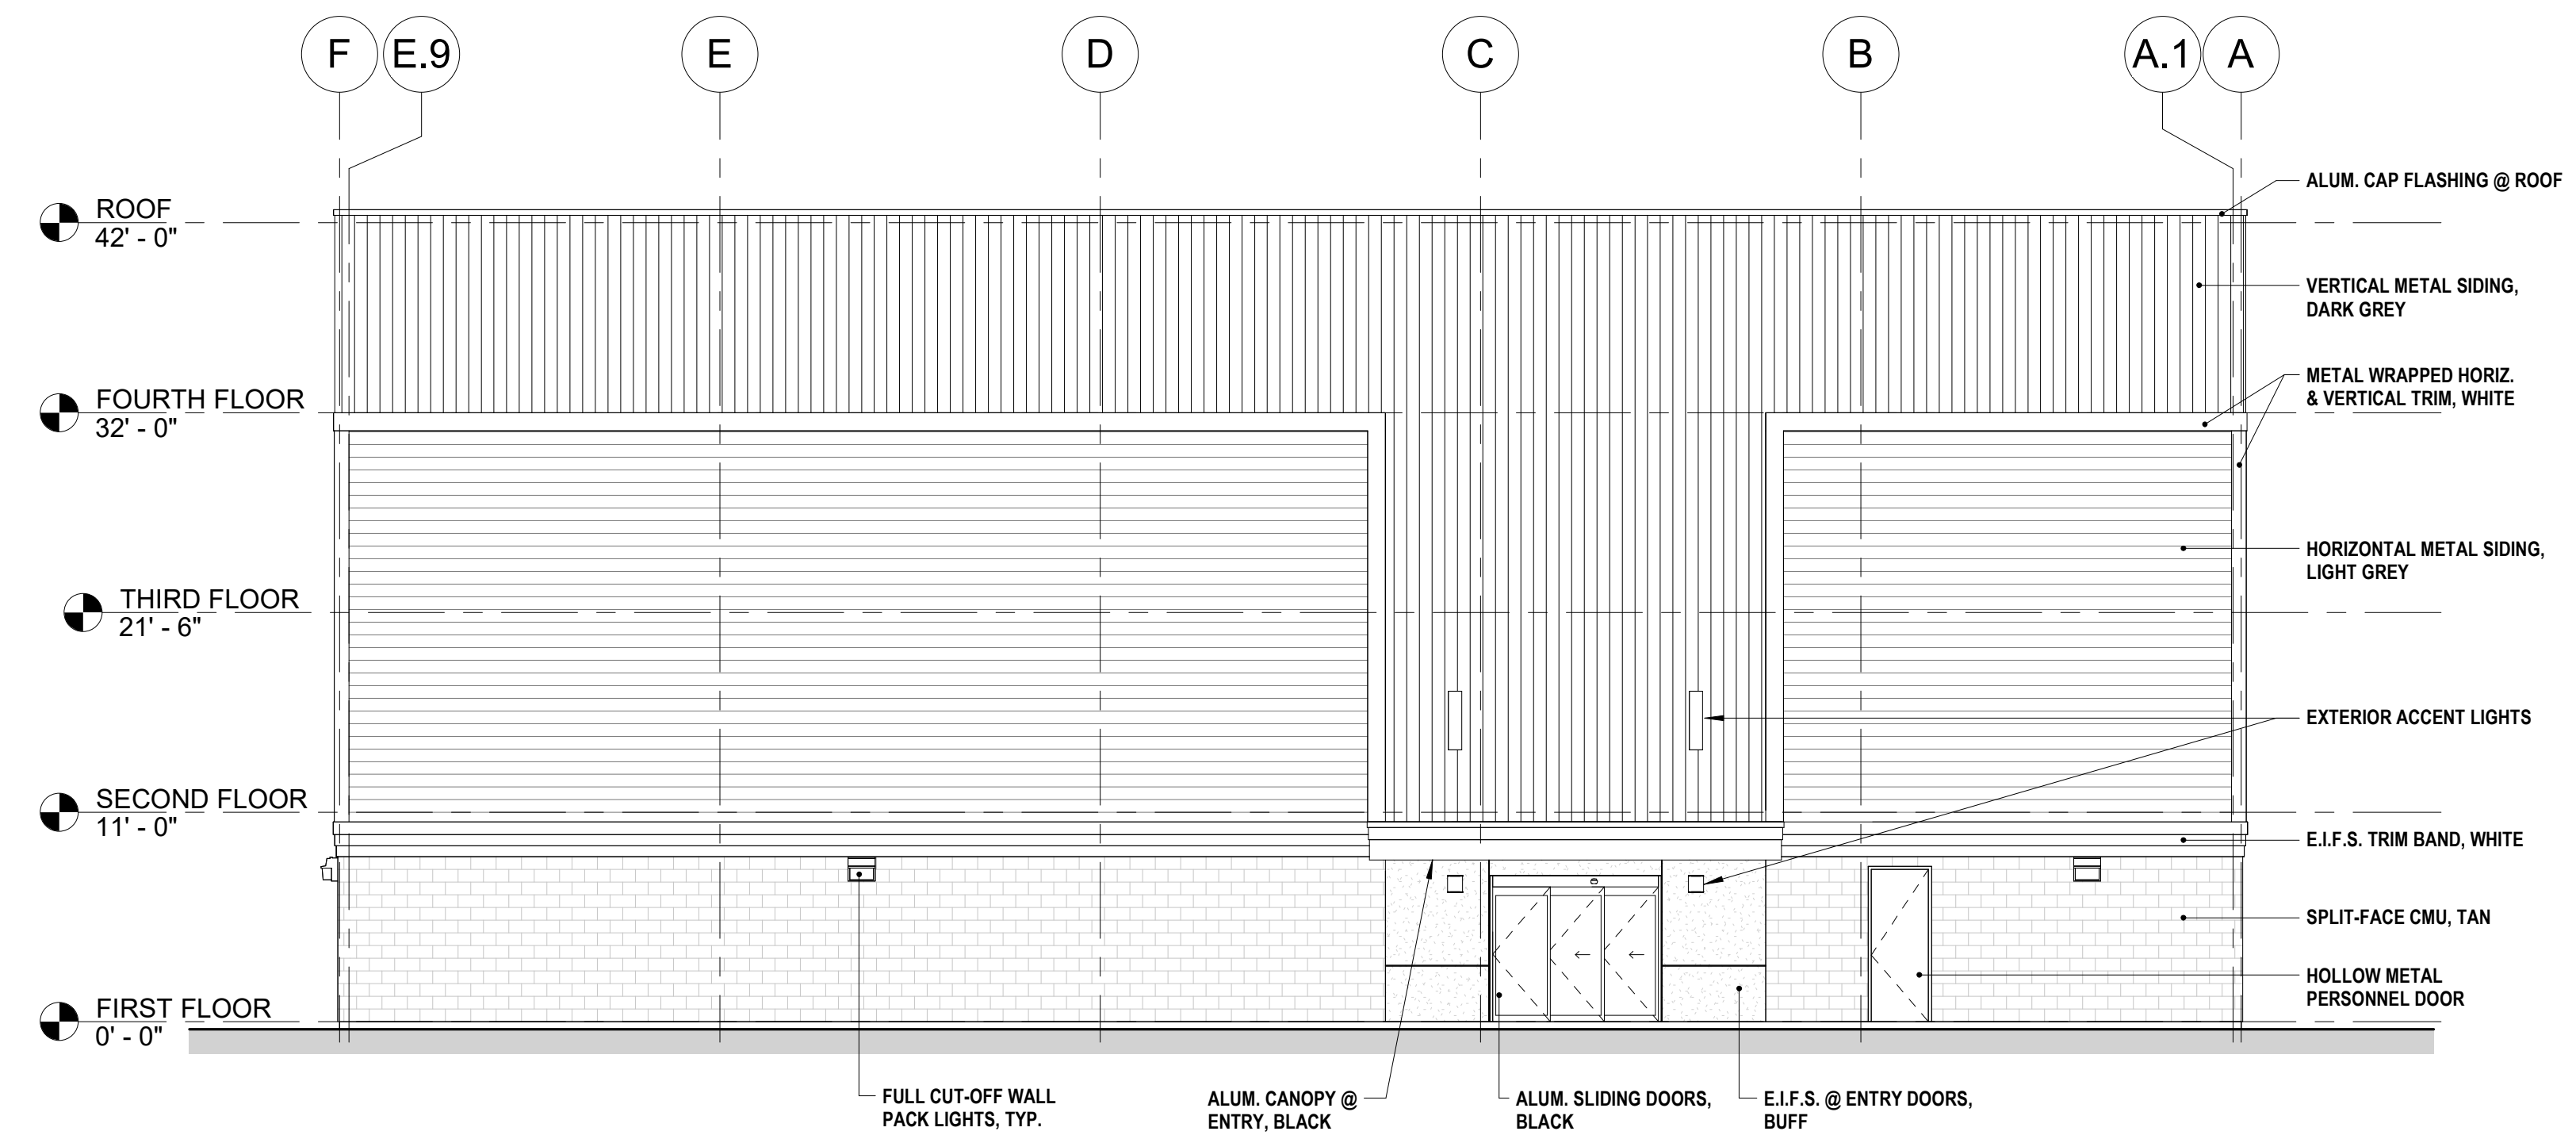 F
E.9
E
D
C
B
A.1
A
ROOF
42' - 0"
FOURTH FLOOR
32' - 0"
THIRD FLOOR
21' - 6"
SECOND FLOOR
11' - 0"
FIRST FLOOR
0' - 0"
ALUM. CAP FLASHING @ ROOF
VERTICAL METAL SIDING,
DARK GREY
METAL WRAPPED HORIZ.
& VERTICAL TRIM, WHITE
HORIZONTAL METAL SIDING,
LIGHT GREY
EXTERIOR ACCENT LIGHTS
E.I.F.S. TRIM BAND, WHITE
SPLIT-FACE CMU, TAN
HOLLOW METAL
PERSONNEL DOOR
FULL CUT-OFF WALL
PACK LIGHTS, TYP.
ALUM. CANOPY @
ENTRY, BLACK
ALUM. SLIDING DOORS,
BLACK
E.I.F.S. @ ENTRY DOORS,
BUFF